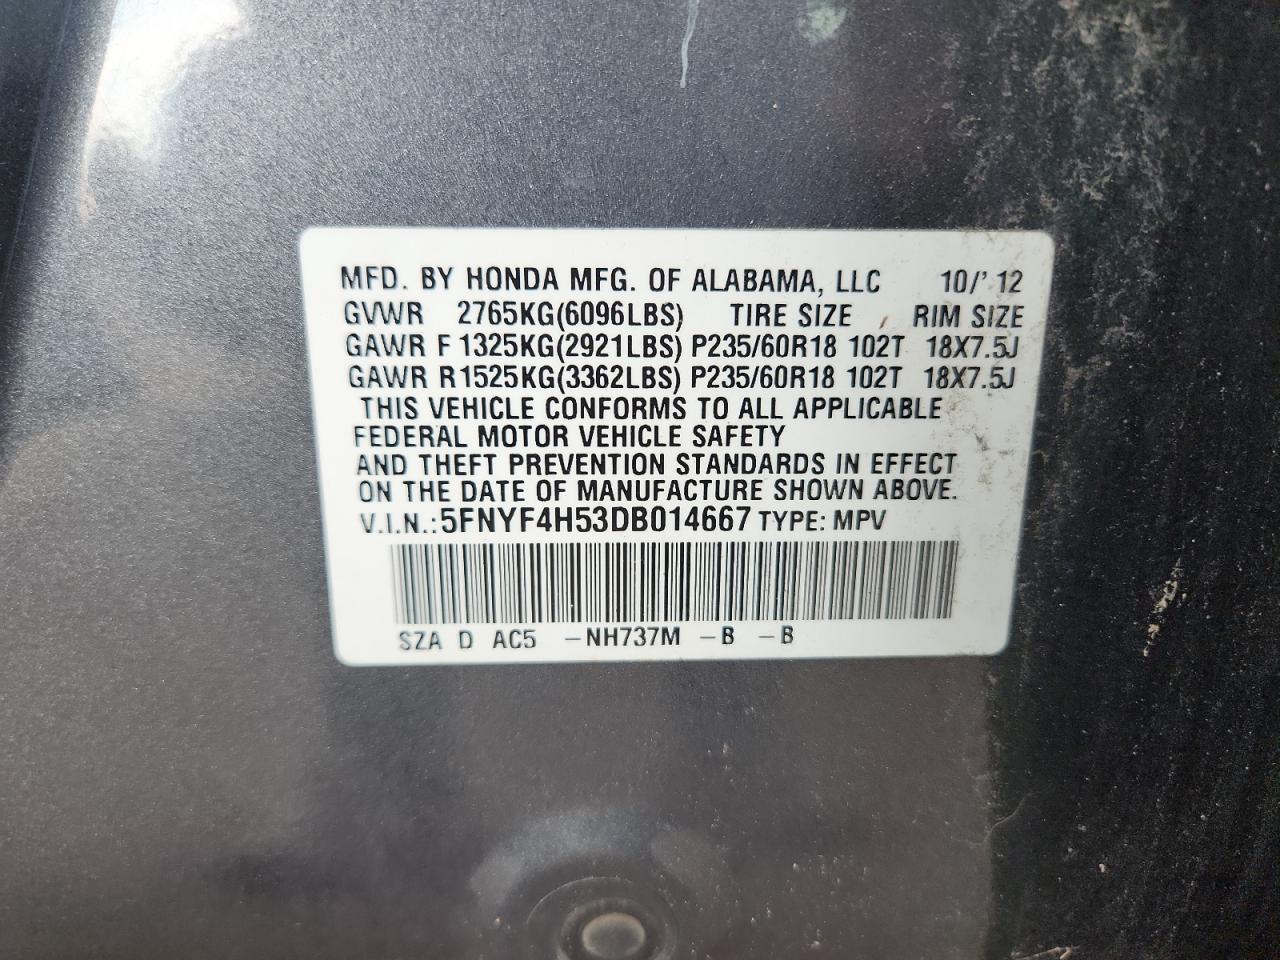 MFD. BY HONDA MFG. OF ALABAMA, LLC 10/'12
GVWR 2765KG(6096LBS) TIRE SIZE RIM SIZE
GAWR F 1325KG(2921LBS) P235/60R18 102T 18X7.5J
GAWR R1525KG(3362LBS) P235/60R18 102T 18X7.5J
THIS VEHICLE CONFORMS TO ALL APPLICABLE
FEDERAL MOTOR VEHICLE SAFETY
AND THEFT PREVENTION STANDARDS IN EFFECT
ON THE DATE OF MANUFACTURE SHOWN ABOVE.
V.I.N.:5FNYF4H53DB014667 TYPE: MPV
SZA D AC5 -NH737M -B -B